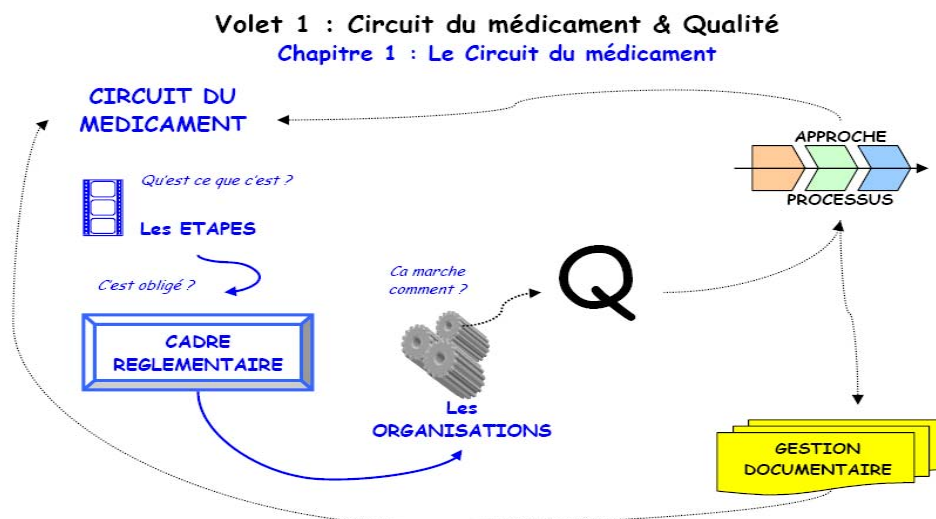 Volet 1 : Circuit du médicament & Qualité
Chapitre 1 : Le Circuit du médicament
CIRCUIT DU
MEDICAMENT
Qu'est ce que c'est ?
Les ETAPES
C'est obligé ?
CADRE
REGLEMENTAIRE
Ca marche
comment ?
Les
ORGANISATIONS
Q
APPROCHE
PROCESSUS
GESTION
DOCUMENTAIRE